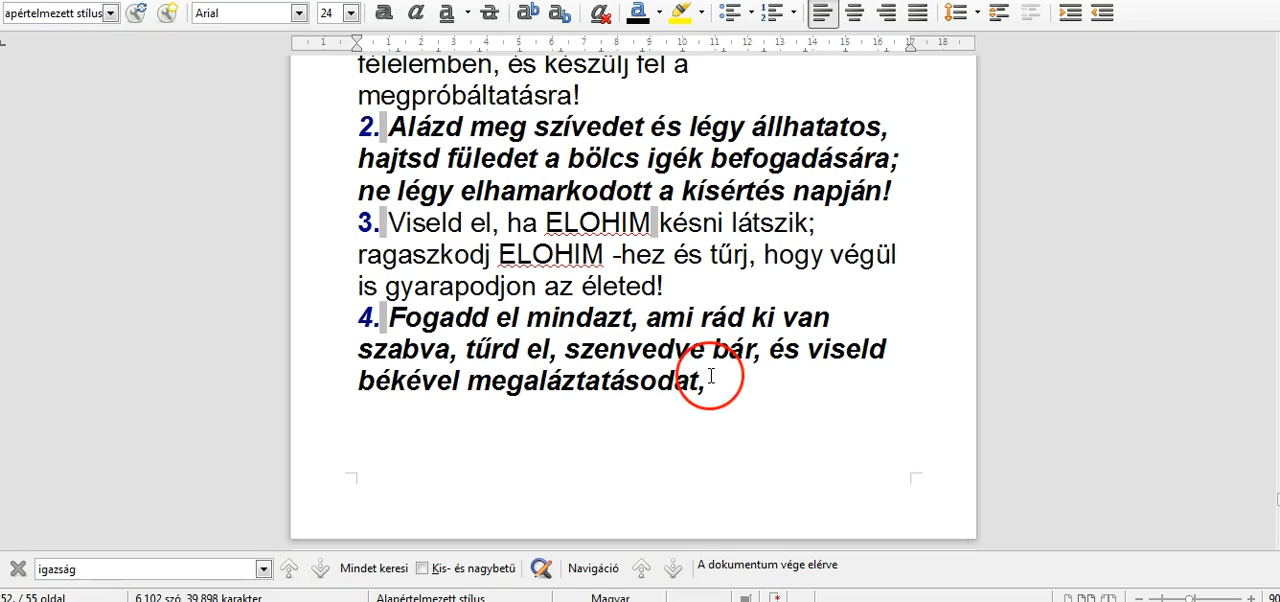 apértelmezett stílus Arial 24
1 1 2 3 4 5 6 7 8 9 10 11 12 13 14 15 16 17 18
félelemben, és készülj fel a
megpróbáltatásra!
2. Alázd meg szívedet és légy állhatatos,
hajtsd füledet a bölcs igék befogadására;
ne légy elhamarkodott a kísértés napján!
3. Viseld el, ha ELOHIM késni látszik;
ragaszkodj ELOHIM -hez és tűrj, hogy végül
is gyarapodjon az életed!
4. Fogadd el mindazt, ami rád ki van
szabva, tűrd el, szenvedve bár, és viseld
békével megaláztatásodat,
igazság Mindet keresi Kis- és nagybetű Navigáció A dokumentum vége elérve
52. / 55 oldal 6 102 szó, 39 898 karakter Alapértelmezett stílus Magyar 90